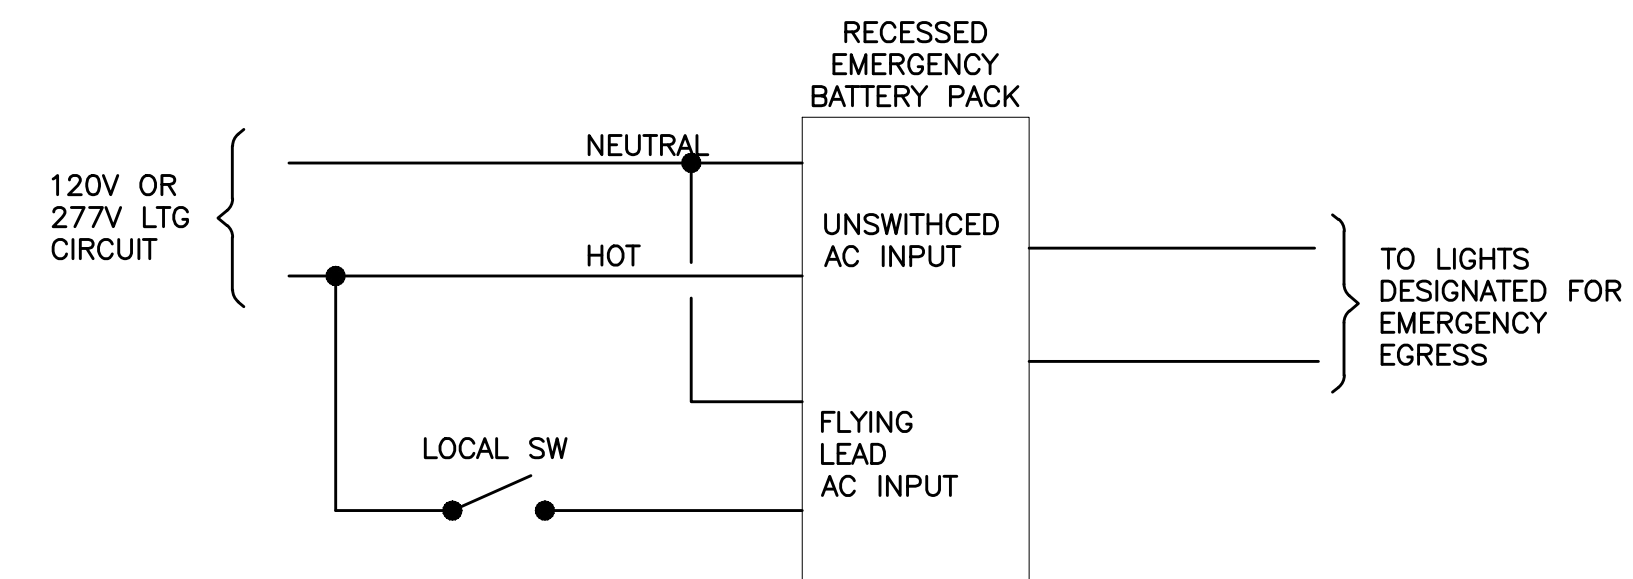 RECESSED
EMERGENCY
BATTERY PACK
NEUTRAL
120V OR
277V LTG
CIRCUIT
HOT
UNSWITHCED
AC INPUT
TO LIGHTS
DESIGNATED FOR
EMERGENCY
EGRESS
LOCAL SW
FLYING
LEAD
AC INPUT